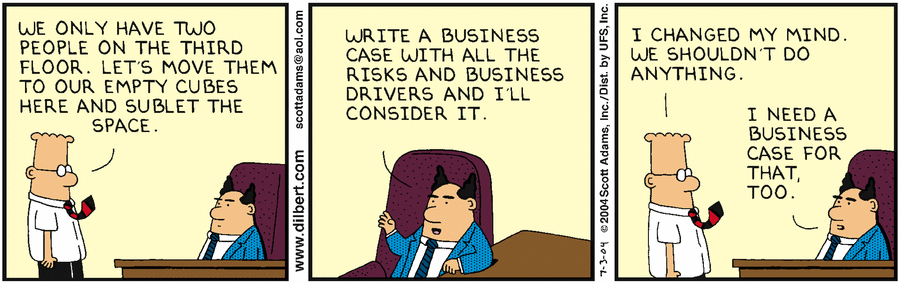 WE ONLY HAVE TWO
PEOPLE ON THE THIRD
FLOOR. LET'S MOVE THEM
TO OUR EMPTY CUBES
HERE AND SUBLET THE
SPACE.
www.dilbert.com scottadams@aol.com
WRITE A BUSINESS
CASE WITH ALL THE
RISKS AND BUSINESS
DRIVERS AND I'LL
CONSIDER IT.
7-3-04 ©2004 Scott Adams, Inc./Dist. by UFS, Inc.
I CHANGED MY MIND.
WE SHOULDN'T DO
ANYTHING.
I NEED A
BUSINESS
CASE FOR
THAT,
TOO.